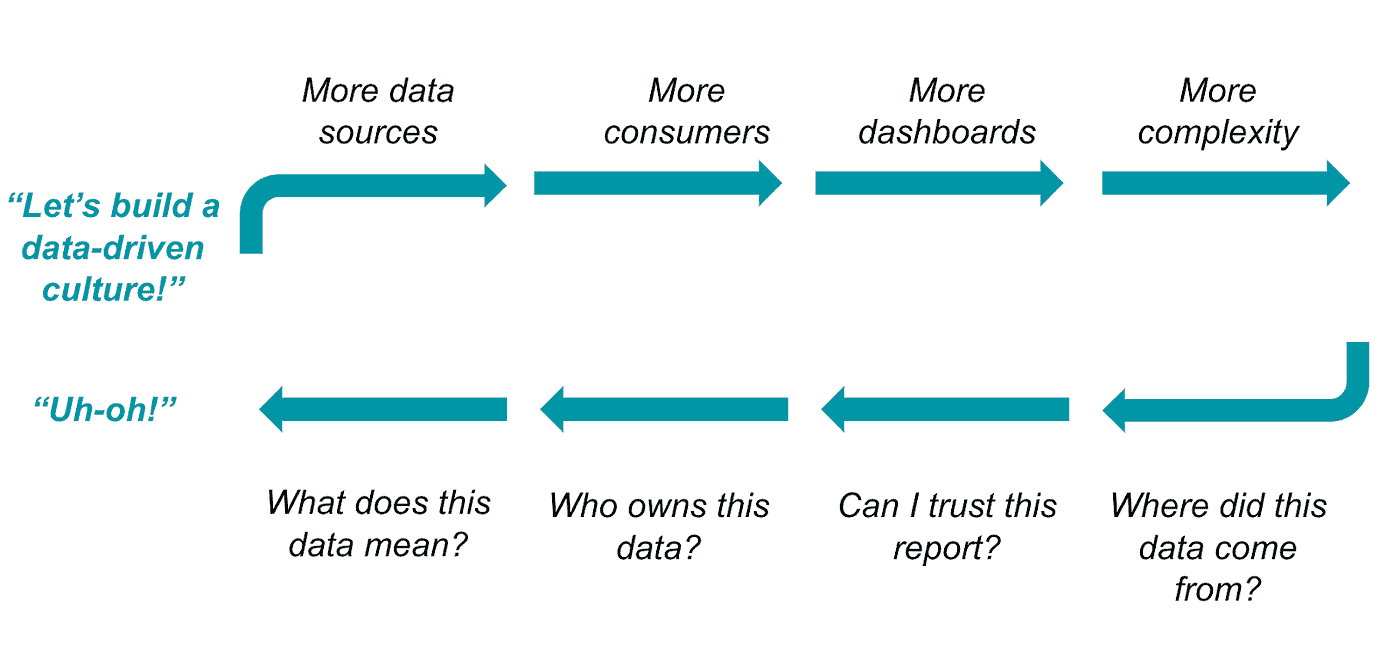 More data
sources
More
consumers
More
dashboards
More
complexity
“Let’s build a
data-driven
culture!”
“Uh-oh!”
What does this
data mean?
Who owns this
data?
Can I trust this
report?
Where did this
data come
from?